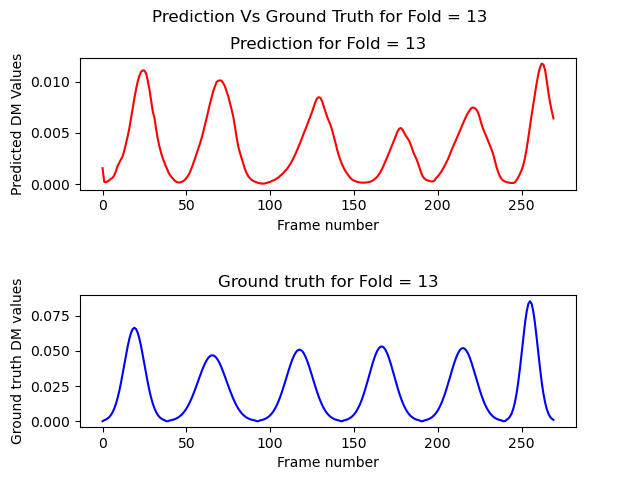 Prediction Vs Ground Truth for Fold = 13
Prediction for Fold = 13
Predicted DM Values
0.010
0.005
0.000
0 50 100 150 200 250
Frame number
Ground truth for Fold = 13
Ground truth DM values
0.075
0.050
0.025
0.000
0 50 100 150 200 250
Frame number